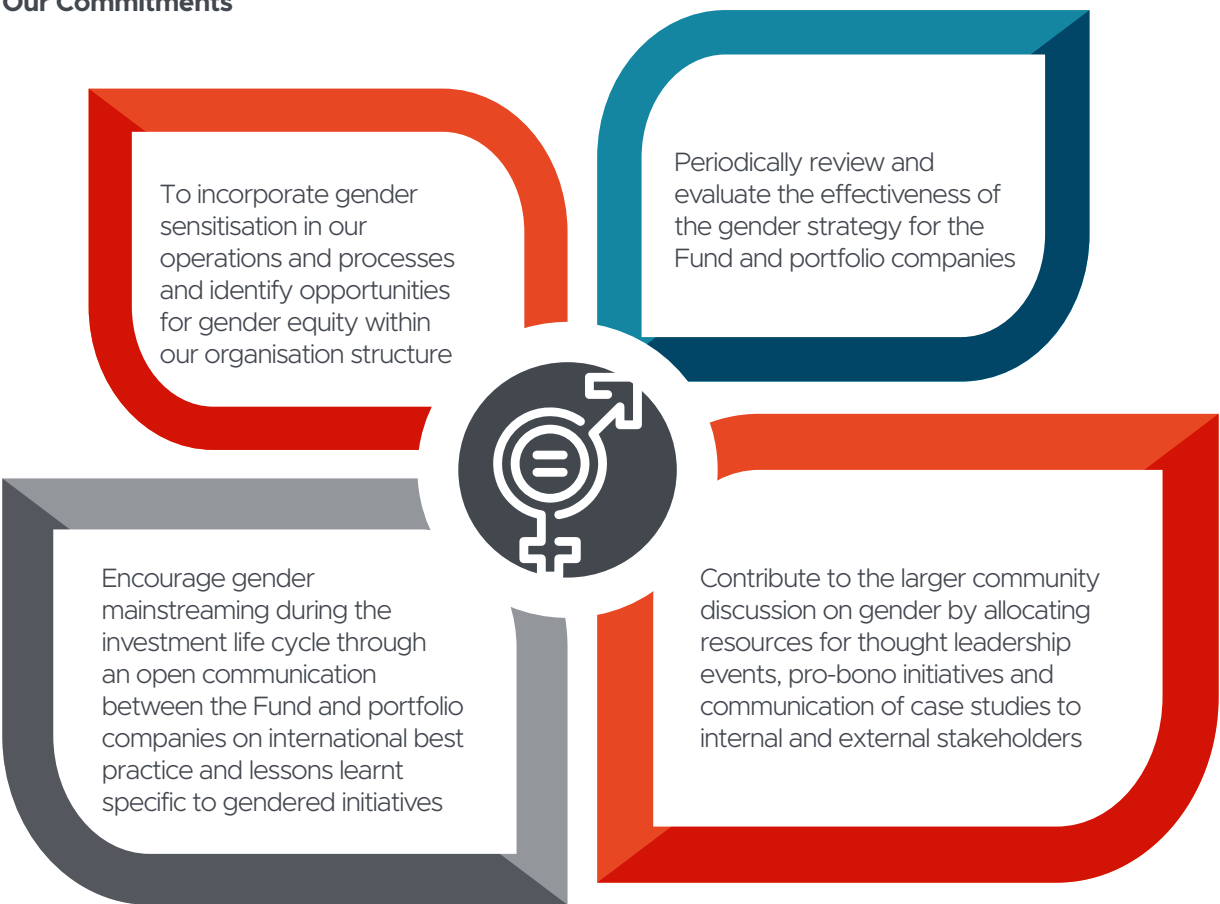 Our Commitments
To incorporate gender
sensitisation in our
operations and processes
and identify opportunities
for gender equity within
our organisation structure
Periodically review and
evaluate the effectiveness of
the gender strategy for the
Fund and portfolio companies
Encourage gender
mainstreaming during the
investment life cycle through
an open communication
between the Fund and portfolio
companies on international best
practice and lessons learnt
specific to gendered initiatives
Contribute to the larger community
discussion on gender by allocating
resources for thought leadership
events, pro-bono initiatives and
communication of case studies to
internal and external stakeholders